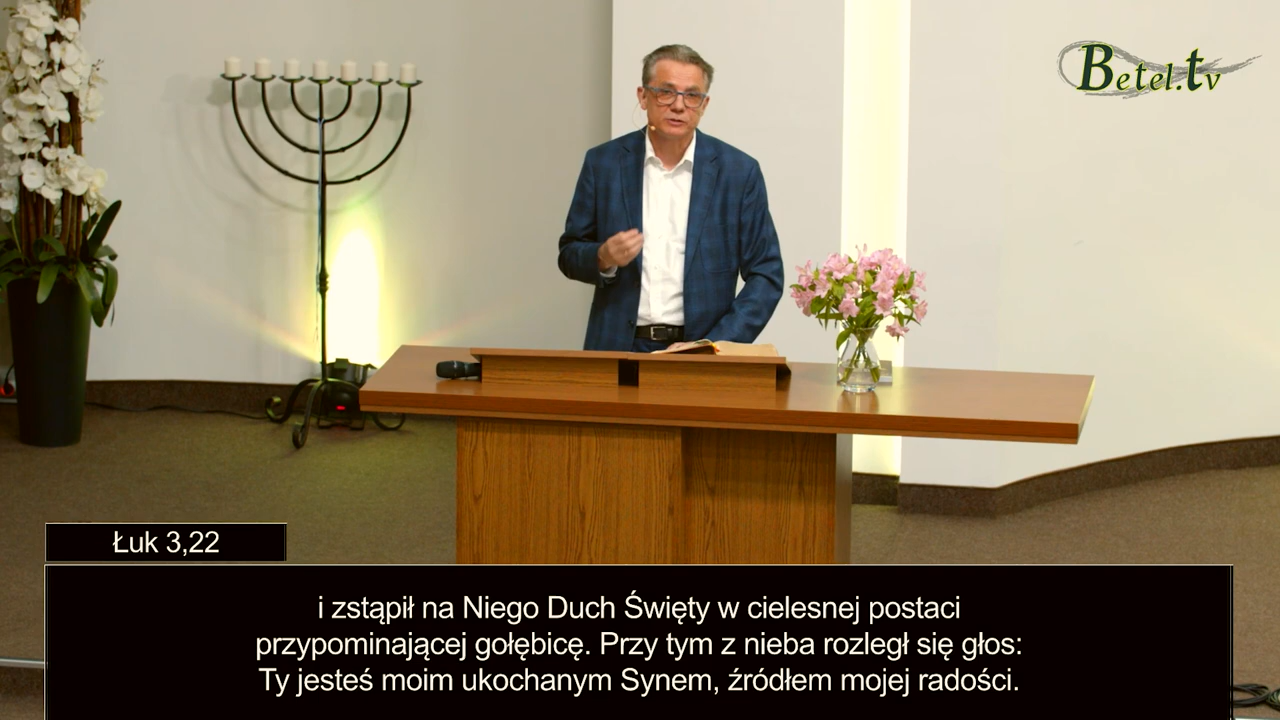 Betel.tv
Łuk 3,22
i zstąpił na Niego Duch Święty w cielesnej postaci
przypominającej gołębicę. Przy tym z nieba rozległ się głos:
Ty jesteś moim ukochanym Synem, źródłem mojej radości.